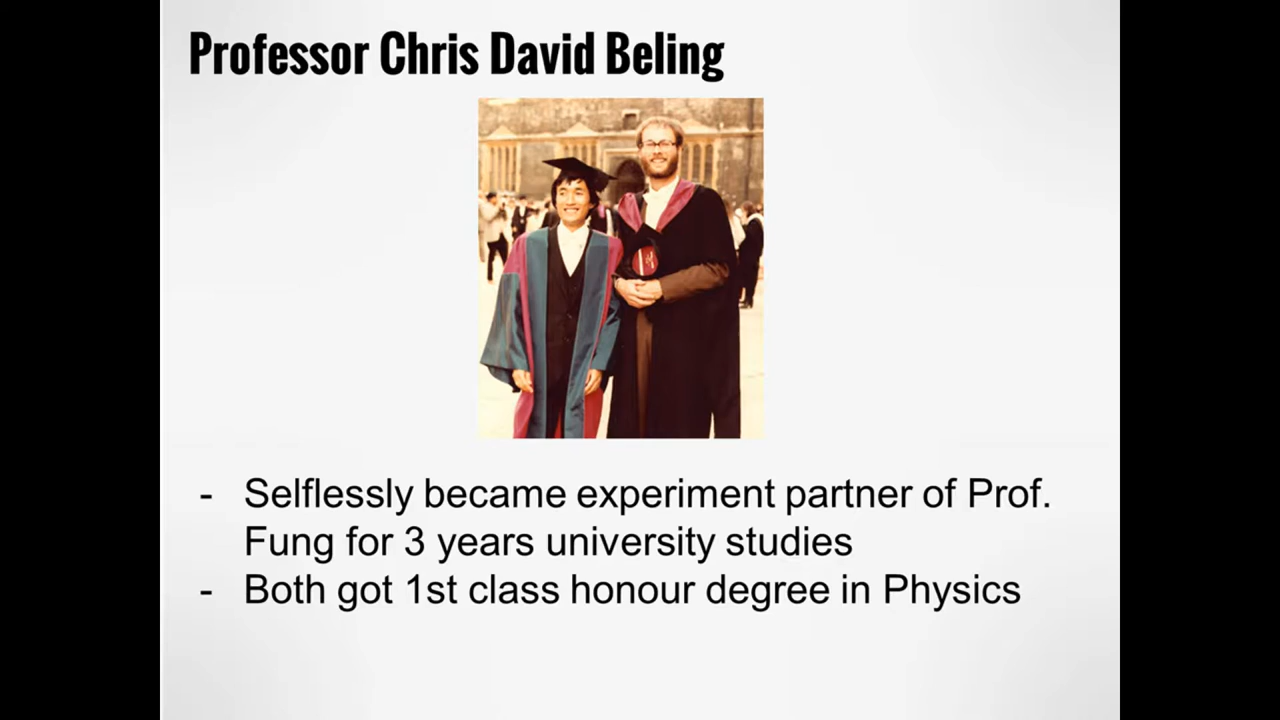 Professor Chris David Beling
- Selflessly became experiment partner of Prof.
Fung for 3 years university studies
- Both got 1st class honour degree in Physics